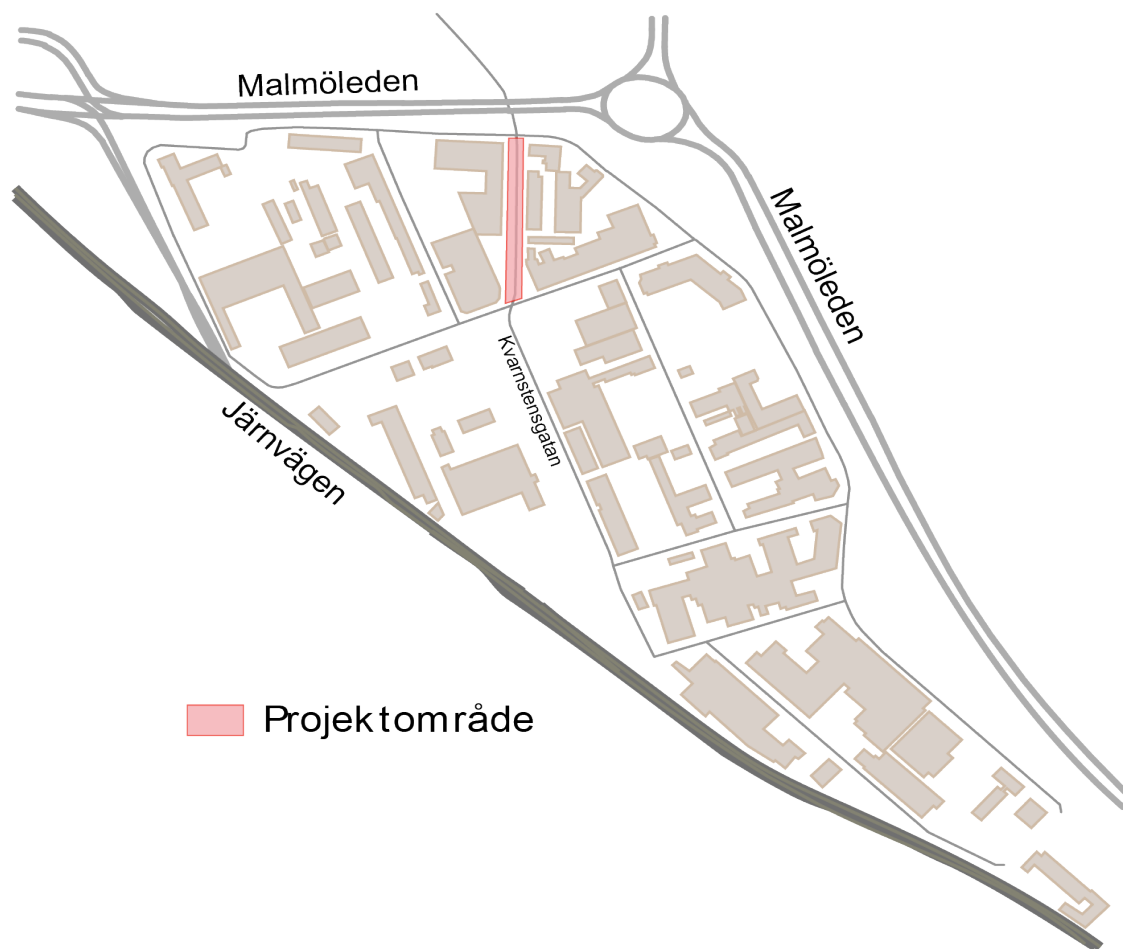 Malmöleden
Malmöleden
Kvarnstensgatan
Järnvägen
Projektområde